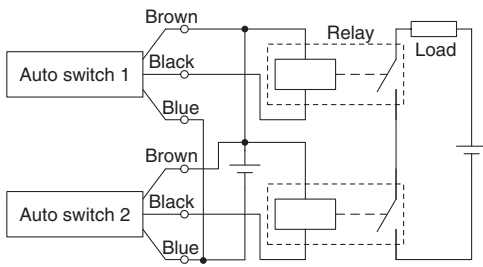 Brown
Relay
Load
Auto switch 1
Black
Blue
Brown
Auto switch 2
Black
Blue